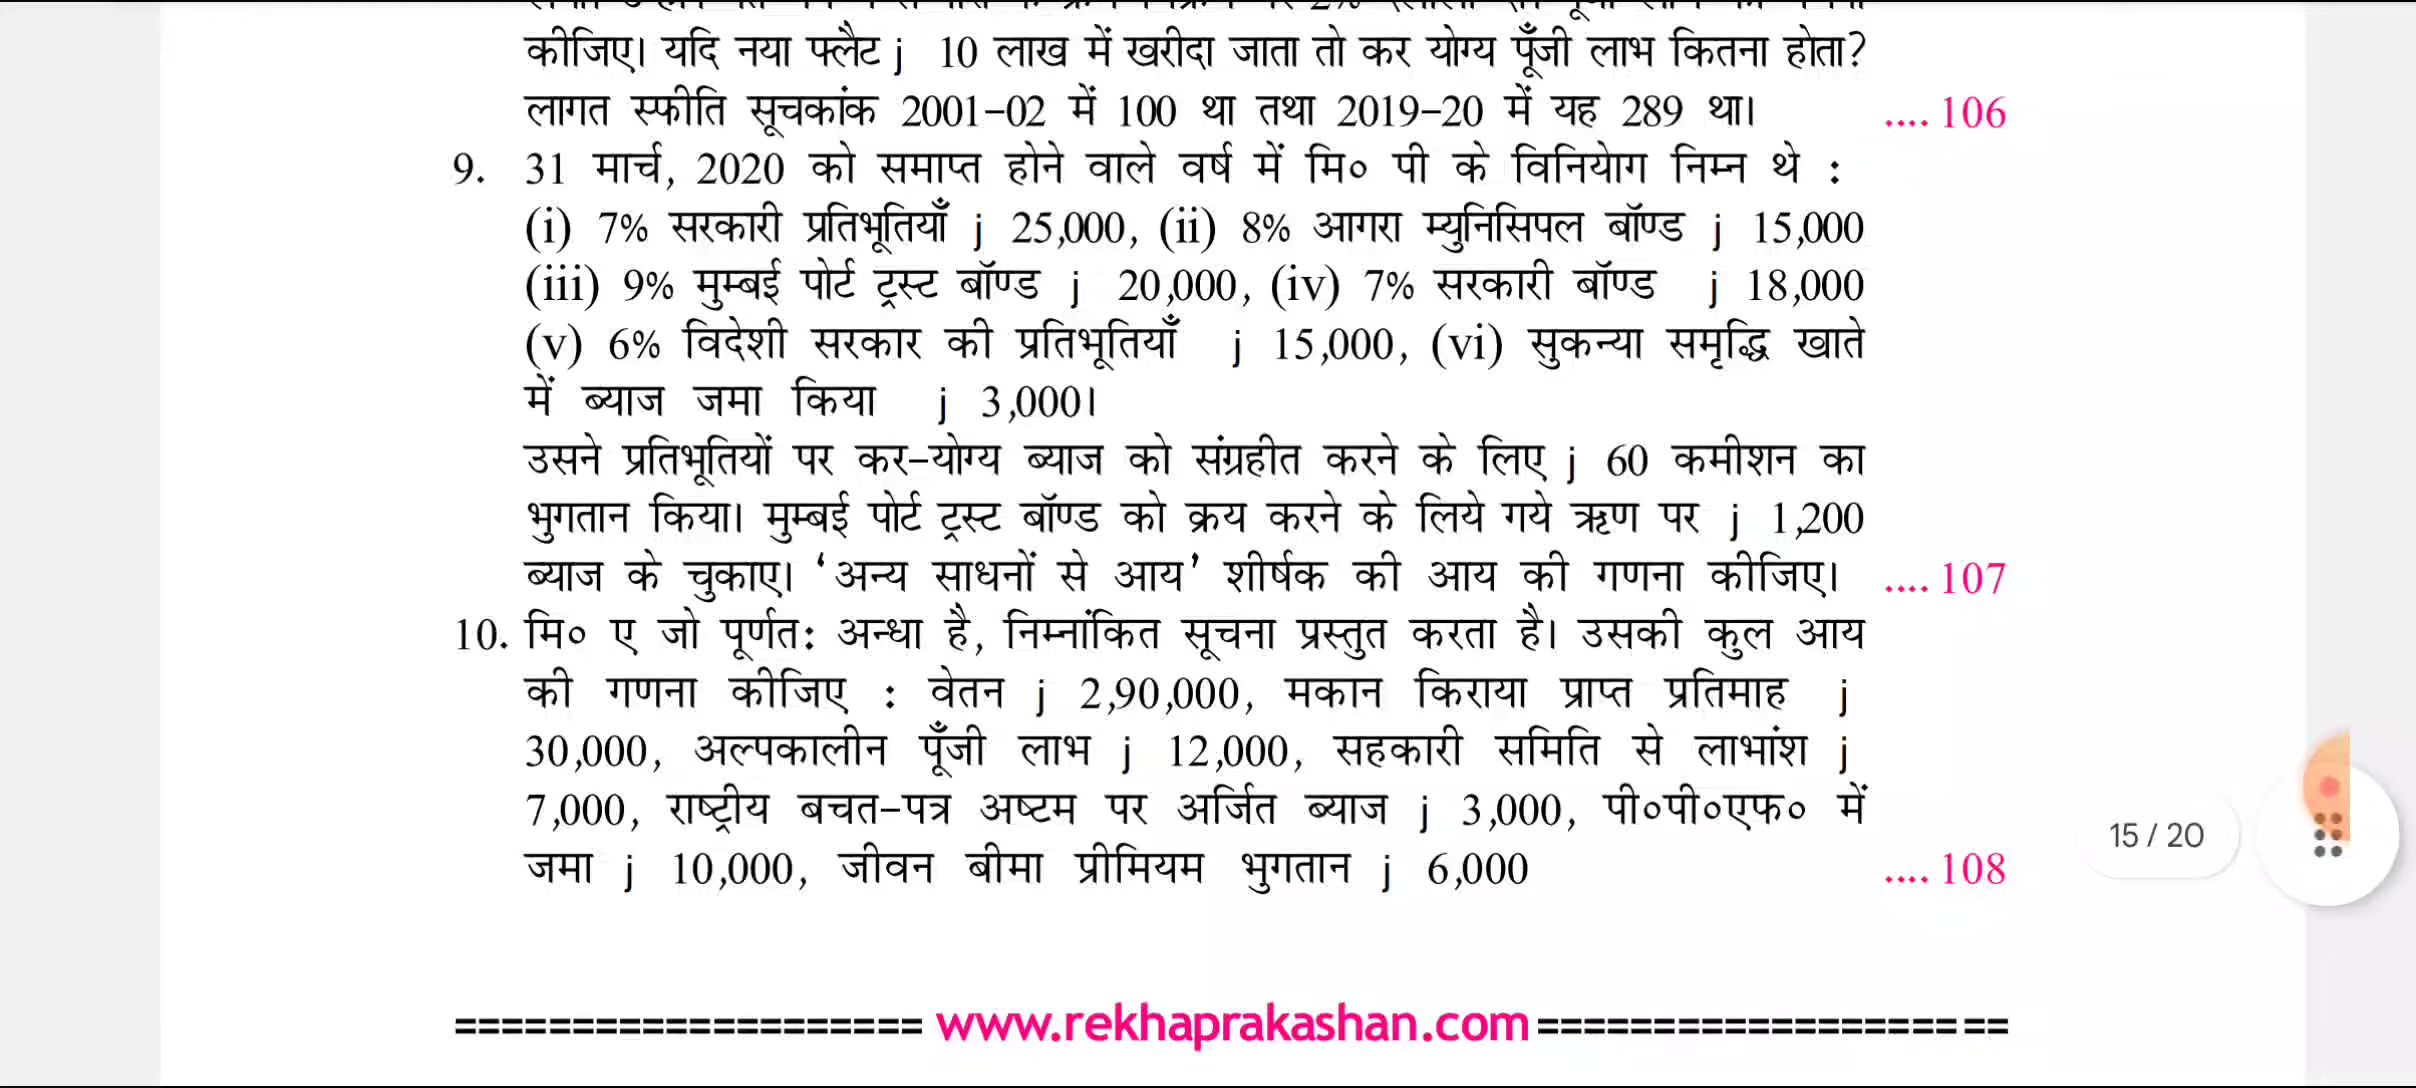 कीजिए। यदि नया फ्लैट j 10 लाख में खरीदा जाता तो कर योग्य पूँजी लाभ कितना होता?
लागत स्फीति सूचकांक 2001-02 में 100 था तथा 2019-20 में यह 289 था। .... 106
9. 31 मार्च, 2020 को समाप्त होने वाले वर्ष में मि० पी के विनियोग निम्न थे :
(i) 7% सरकारी प्रतिभूतियाँ j 25,000, (ii) 8% आगरा म्युनिसिपल बॉण्ड j 15,000
(iii) 9% मुम्बई पोर्ट ट्रस्ट बॉण्ड j 20,000, (iv) 7% सरकारी बॉण्ड j 18,000
(v) 6% विदेशी सरकार की प्रतिभूतियाँ j 15,000, (vi) सुकन्या समृद्धि खाते
में ब्याज जमा किया j 3,000।
उसने प्रतिभूतियों पर कर-योग्य ब्याज को संग्रहीत करने के लिए j 60 कमीशन का
भुगतान किया। मुम्बई पोर्ट ट्रस्ट बॉण्ड को क्रय करने के लिये गये ऋण पर j 1,200
ब्याज के चुकाए। ‘अन्य साधनों से आय’ शीर्षक की आय की गणना कीजिए। .... 107
10. मि० ए जो पूर्णतः अन्धा है, निम्नांकित सूचना प्रस्तुत करता है। उसकी कुल आय
की गणना कीजिए : वेतन j 2,90,000, मकान किराया प्राप्त प्रतिमाह j
30,000, अल्पकालीन पूँजी लाभ j 12,000, सहकारी समिति से लाभांश j
7,000, राष्ट्रीय बचत-पत्र अष्टम पर अर्जित ब्याज j 3,000, पी०पी०एफ० में
जमा j 10,000, जीवन बीमा प्रीमियम भुगतान j 6,000 .... 108
15 / 20
==================== www.rekhaprakashan.com ====================